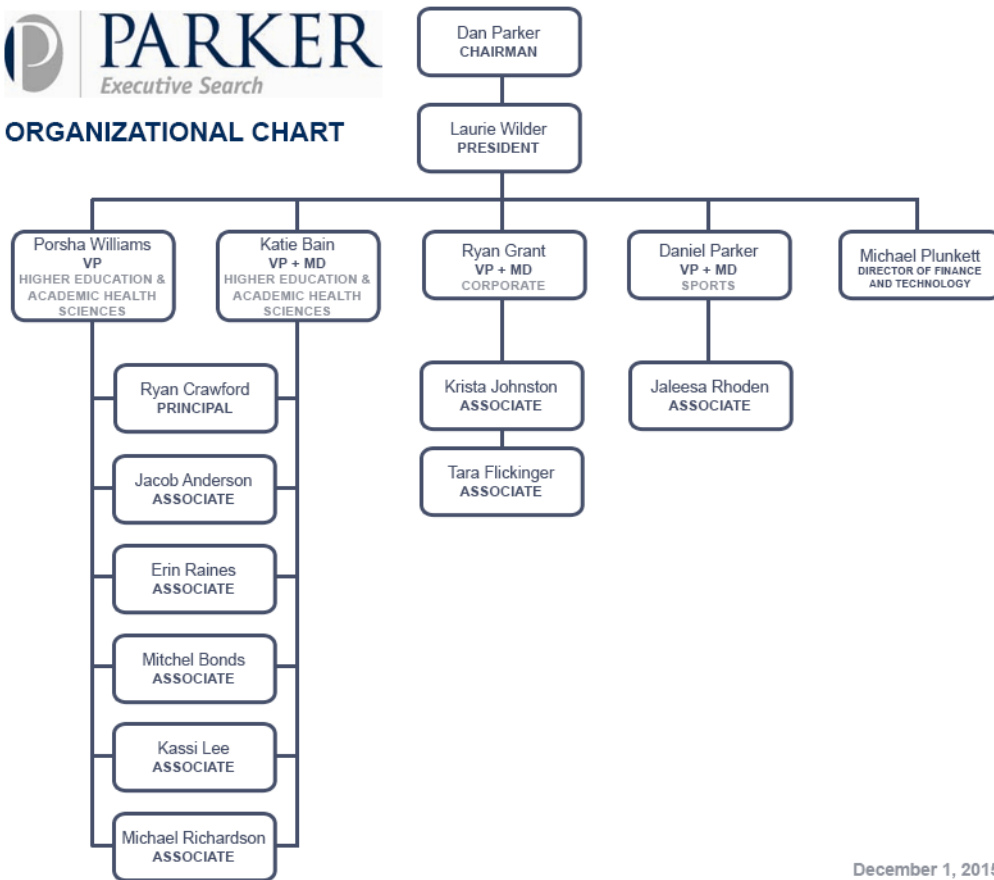 PARKER
Executive Search
ORGANIZATIONAL CHART
Dan Parker
CHAIRMAN
Laurie Wilder
PRESIDENT
Porsha Williams
VP
HIGHER EDUCATION &
ACADEMIC HEALTH
SCIENCES
Katie Bain
VP + MD
HIGHER EDUCATION &
ACADEMIC HEALTH
SCIENCES
Ryan Grant
VP + MD
CORPORATE
Daniel Parker
VP + MD
SPORTS
Michael Plunkett
DIRECTOR OF FINANCE
AND TECHNOLOGY
Ryan Crawford
PRINCIPAL
Jacob Anderson
ASSOCIATE
Erin Raines
ASSOCIATE
Mitchel Bonds
ASSOCIATE
Kassi Lee
ASSOCIATE
Michael Richardson
ASSOCIATE
Krista Johnston
ASSOCIATE
Tara Flickinger
ASSOCIATE
Jaleesa Rhoden
ASSOCIATE
December 1, 2015